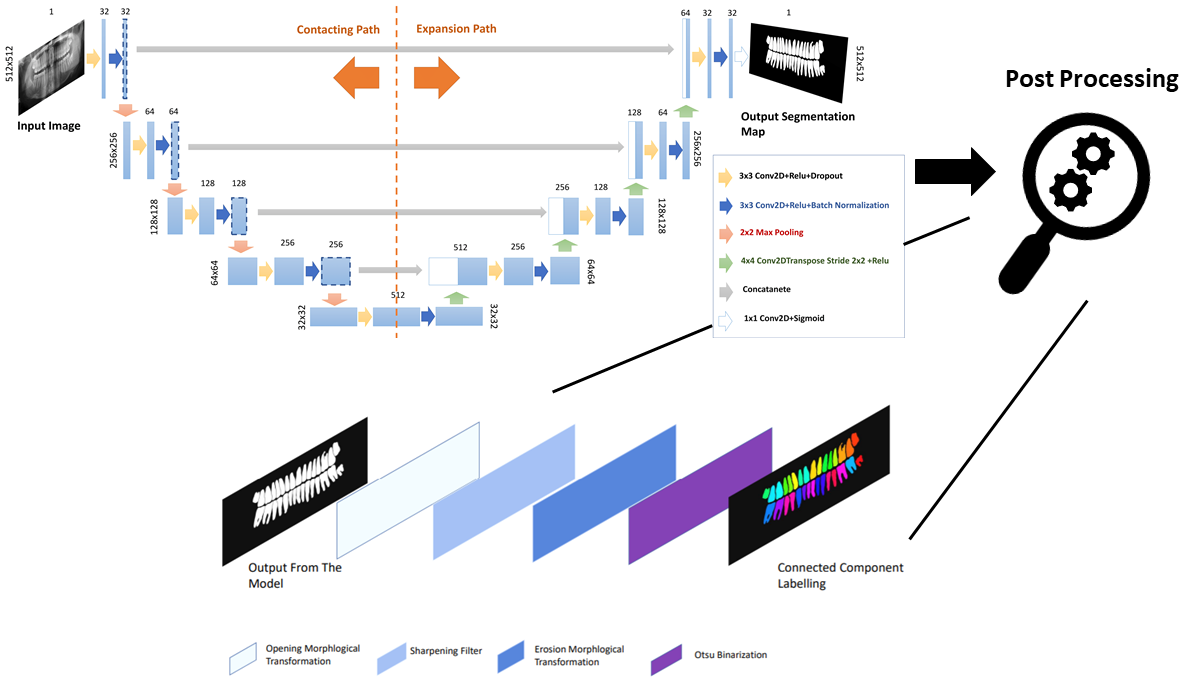 1
32
32
Contacting Path
Expansion Path
64
32
32
1
512x512
512x512
Input Image
Output Segmentation
Map
Post Processing
64
64
256x256
128
64
256x256
128
128
128x128
256
128
128x128
256
256
64x64
512
256
64x64
512
32x32
32x32
3x3 Conv2D+Relu+Dropout
3x3 Conv2D+Relu+Batch Normalization
2x2 Max Pooling
4x4 Conv2DTranspose Stride 2x2 +Relu
Concatanete
1x1 Conv2D+Sigmoid
Output From The
Model
Connected Component
Labelling
Opening Morphlogical
Transformation
Sharpening Filter
Erosion Morphlogical
Transformation
Otsu Binarization